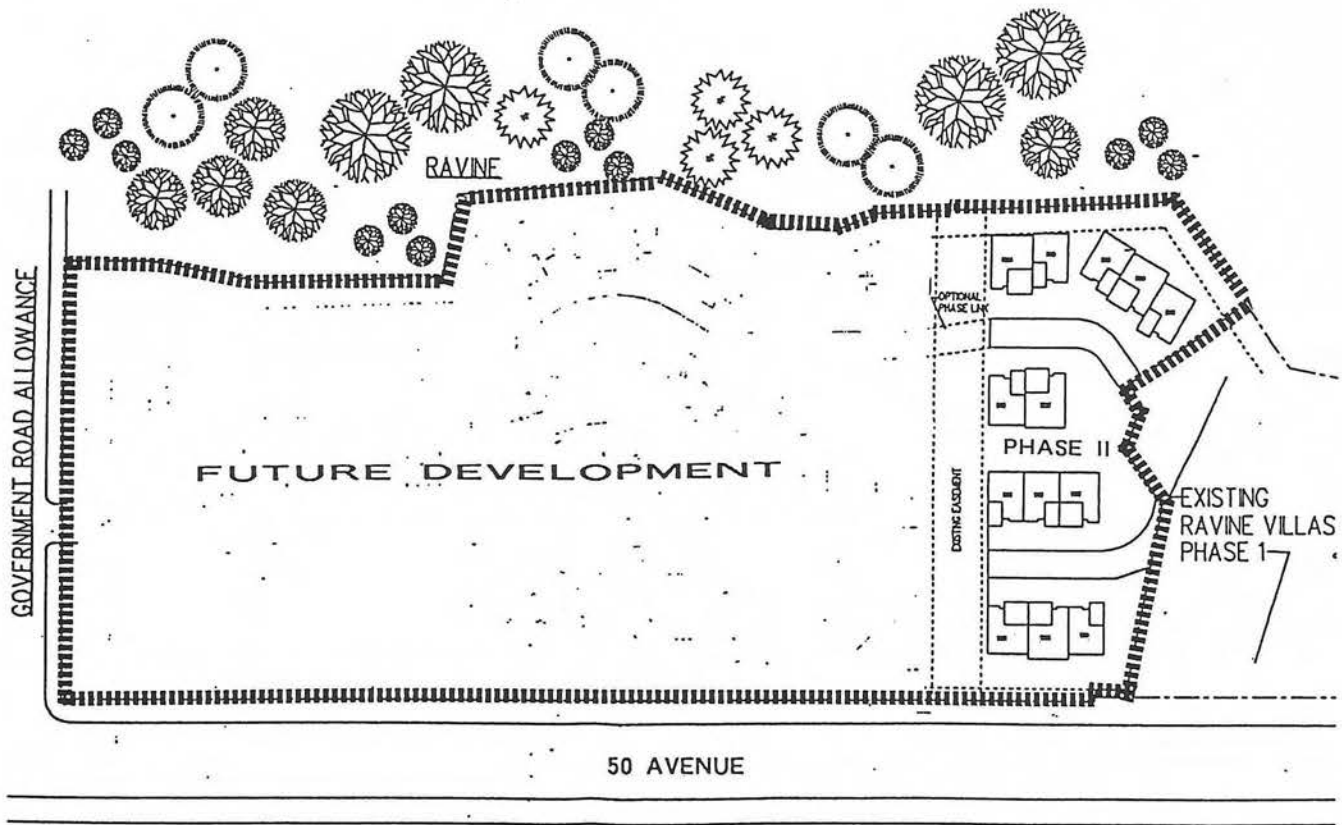 RAVINE
GOVERNMENT ROAD ALLOWANCE
OPTIONAL
PHASE LINK
FUTURE DEVELOPMENT
PHASE II
EXISTING EASEMENT
EXISTING
RAVINE VILLAS
PHASE 1
50 AVENUE